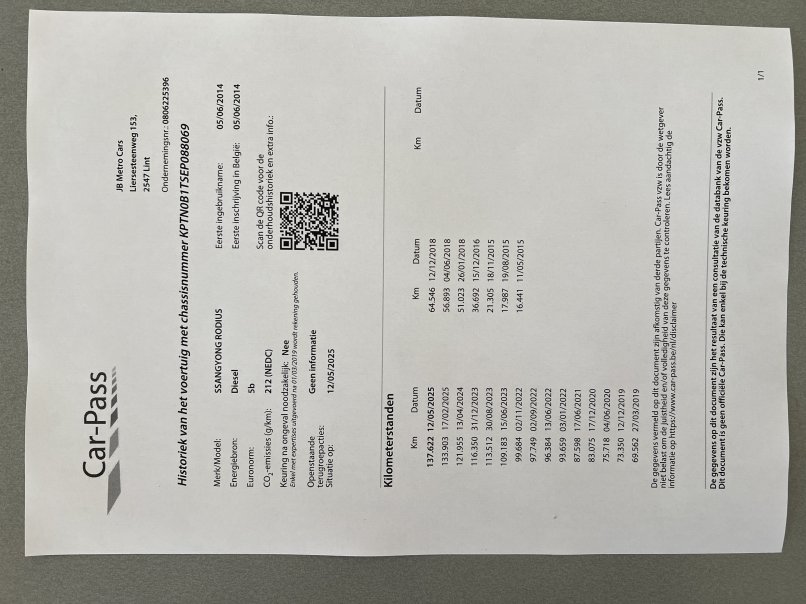 Car-Pass
JB Metro Cars
Liersesteenweg 153,
2547 Lint
Ondernemingsnr.: 0806225396
Historiek van het voertuig met chassisnummer KPTN0B1TSEP088069
Merk/Model: SSANGYONG RODIUS
Energiebron: Diesel
Euronorm: 5b
CO2-emissies (g/km): 212 (NEDC)
Keuring na ongeval noodzakelijk: Nee
Enkel met expertises uitgevoerd na 01/03/2019 wordt rekening gehouden.
Openstaande
terugroepacties: Geen informatie
Situatie op: 12/05/2025
Eerste ingebruikname: 05/06/2014
Eerste inschrijving in België: 05/06/2014
Scan de QR code voor de
onderhoudshistoriek en extra info.:
Kilometerstanden
Km Datum
137.622 12/05/2025
133.903 17/02/2025
121.955 13/04/2024
116.350 31/12/2023
113.512 30/08/2023
109.183 15/06/2023
99.684 02/11/2022
97.749 02/09/2022
96.384 13/06/2022
93.659 03/01/2022
87.598 17/06/2021
83.075 17/12/2020
75.718 04/06/2020
73.350 12/12/2019
69.562 27/03/2019
Km Datum
64.546 12/12/2018
56.893 04/06/2018
51.023 26/01/2018
36.692 15/12/2016
21.305 18/11/2015
17.987 19/08/2015
16.441 11/05/2015
Km Datum
De gegevens vermeld op dit document zijn afkomstig van derde partijen. Car-Pass vzw is door de wetgever
niet belast om de juistheid en/of volledigheid van deze gegevens te controleren. Lees aandachtig de
informatie op https://www.car-pass.be/nl/disclaimer
De gegevens op dit document zijn het resultaat van een consultatie van de databank van de vzw Car-Pass.
Dit document is geen officiële Car-Pass. Die kan enkel bij de technische keuring bekomen worden.
1/1